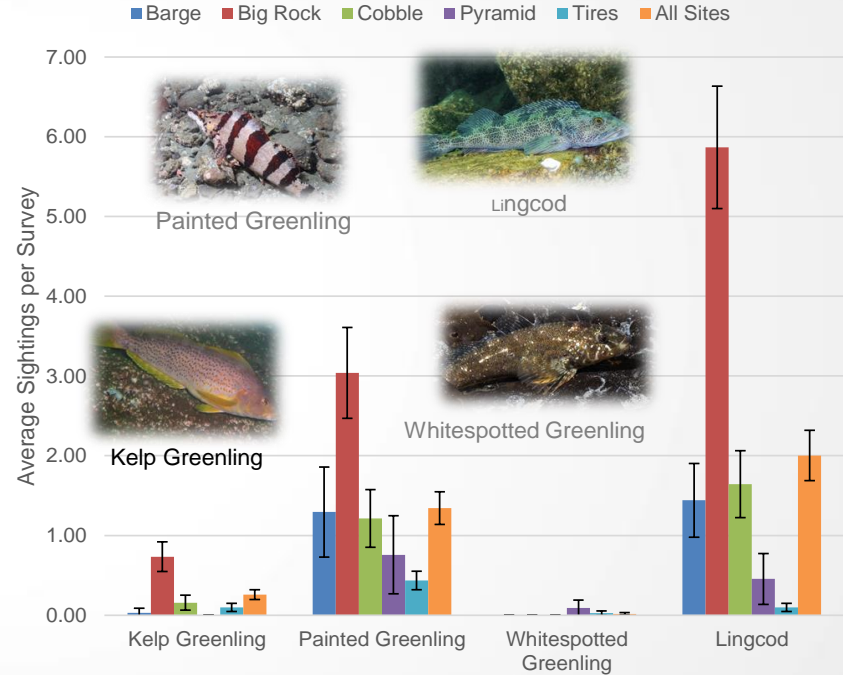 Barge Big Rock Cobble Pyramid Tires All Sites
7.00
6.00
5.00
4.00
3.00
2.00
1.00
0.00
Average Sightings per Survey
Painted Greenling
Lingcod
Kelp Greenling
Whitespotted Greenling
Kelp Greenling
Painted Greenling
Whitespotted
Greenling
Lingcod